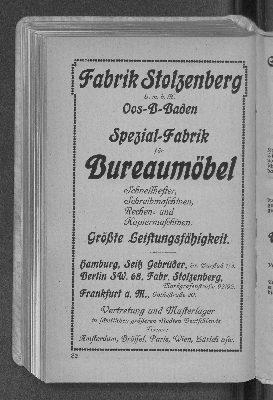 Fabrik Stolzenberg
G. m. b. H.
Oos-B-Baden
Spezial-Fabrik
für
Bureaumöbel
Schnellhefter,
Schreibmaschinen,
Rechen- und
Kopiermaschinen.
Größte Leistungsfähigkeit.
Hamburg, Seitz Gebrüder,
Berlin SW. 68, Fabr. Stolzenberg,
Markgrafenstraße
Frankfurt a. M.,
Vertretung und Musterlager
in sämtlichen größeren Städten Deutschlands
Ferner:
Amsterdam, Brüssel, Paris, Wien, Zürich usw.